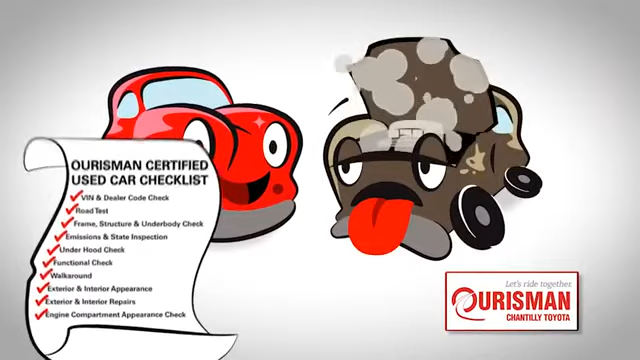 OURISMAN CERTIFIED
USED CAR CHECKLIST
VIN & Dealer Code Check
Road Test
Frame, Structure & Underbody Check
Emissions & State Inspection
Under Hood Check
Functional Check
Walkaround
Exterior & Interior Appearance
Exterior & Interior Repairs
Engine Compartment Appearance Check
Let's ride together.
OURISMAN
CHANTILLY TOYOTA